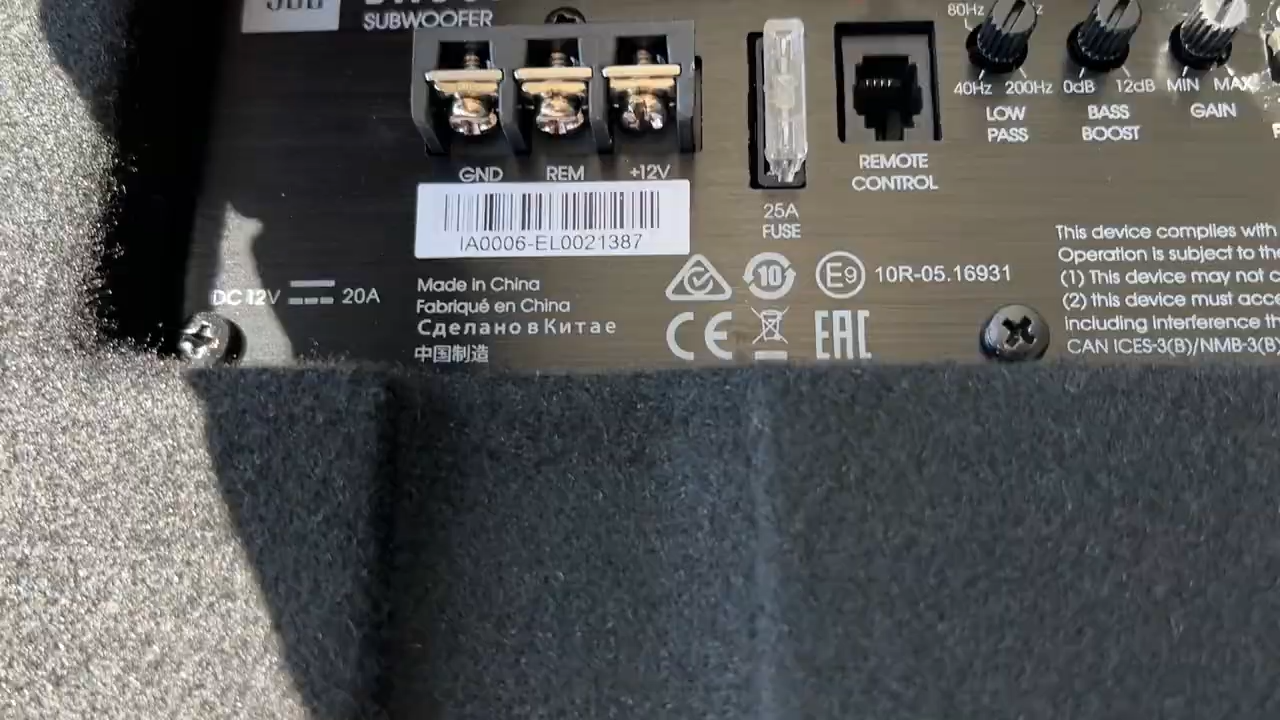 JBL
SUBWOOFER
GND REM +12V
IA0006-EL0021387
25A
FUSE
REMOTE
CONTROL
80Hz
40Hz 200Hz
LOW
PASS
0dB 12dB
BASS
BOOST
MIN MAX
GAIN
DC 12V 20A
Made in China
Fabriqué en China
Сделано в Китае
中国制造
10
E9 10R-05.16931
CE
EAC
This device complies with
Operation is subject to the
(1) This device may not
(2) this device must
including interference
CAN ICES-3(B)/NMB-3(B)